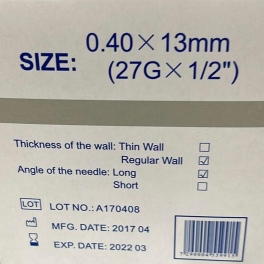 SIZE: 0.40×13mm
(27G×1/2")
Thickness of the wall: Thin Wall ☐
Regular Wall ☑
Angle of the needle: Long ☑
Short ☐
LOT LOT NO.: A170408
MFG. DATE: 2017 04
EXP. DATE: 2022 03